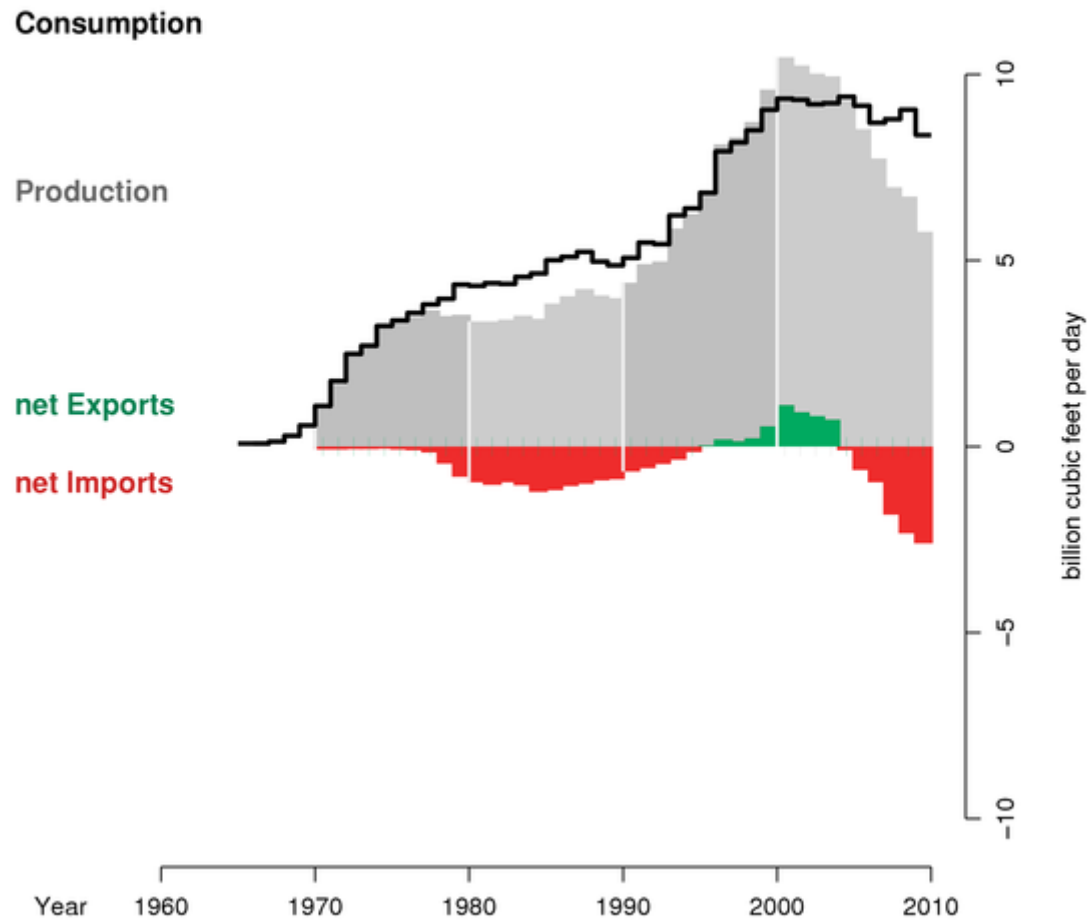 Consumption
10
Production
5
billion cubic feet per day
net Exports
0
net Imports
−5
−10
Year 1960 1970 1980 1990 2000 2010